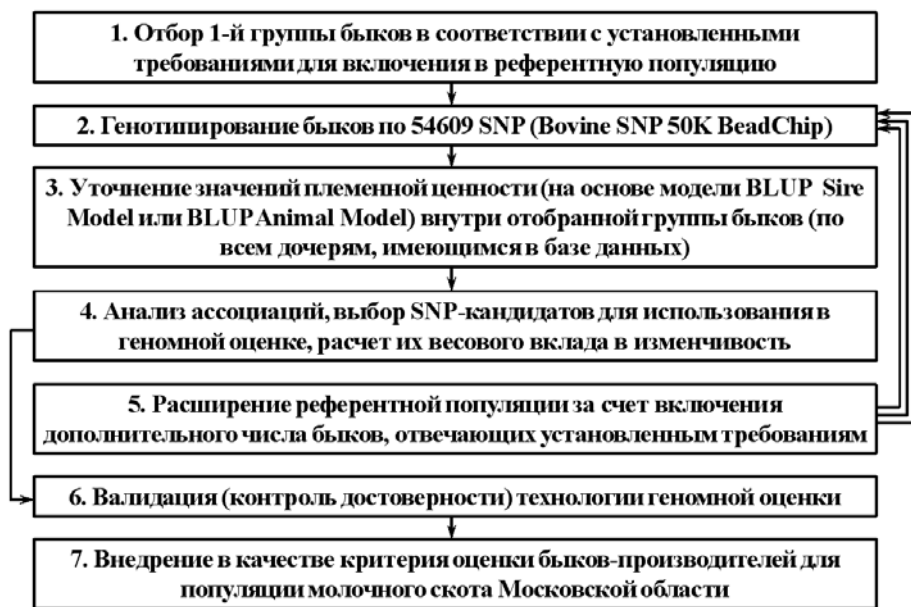 1. Отбор 1-й группы быков в соответствии с установленными
требованиями для включения в референтную популяцию
2. Генотипирование быков по 54609 SNP (Bovine SNP 50K BeadChip)
3. Уточнение значений племенной ценности (на основе модели BLUP Sire
Model или BLUP Animal Model) внутри отобранной группы быков (по
всем дочерям, имеющимся в базе данных)
4. Анализ ассоциаций, выбор SNP-кандидатов для использования в
геномной оценке, расчет их весового вклада в изменчивость
5. Расширение референтной популяции за счет включения
дополнительного числа быков, отвечающих установленным требованиям
6. Валидация (контроль достоверности) технологии геномной оценки
7. Внедрение в качестве критерия оценки быков-производителей для
популяции молочного скота Московской области